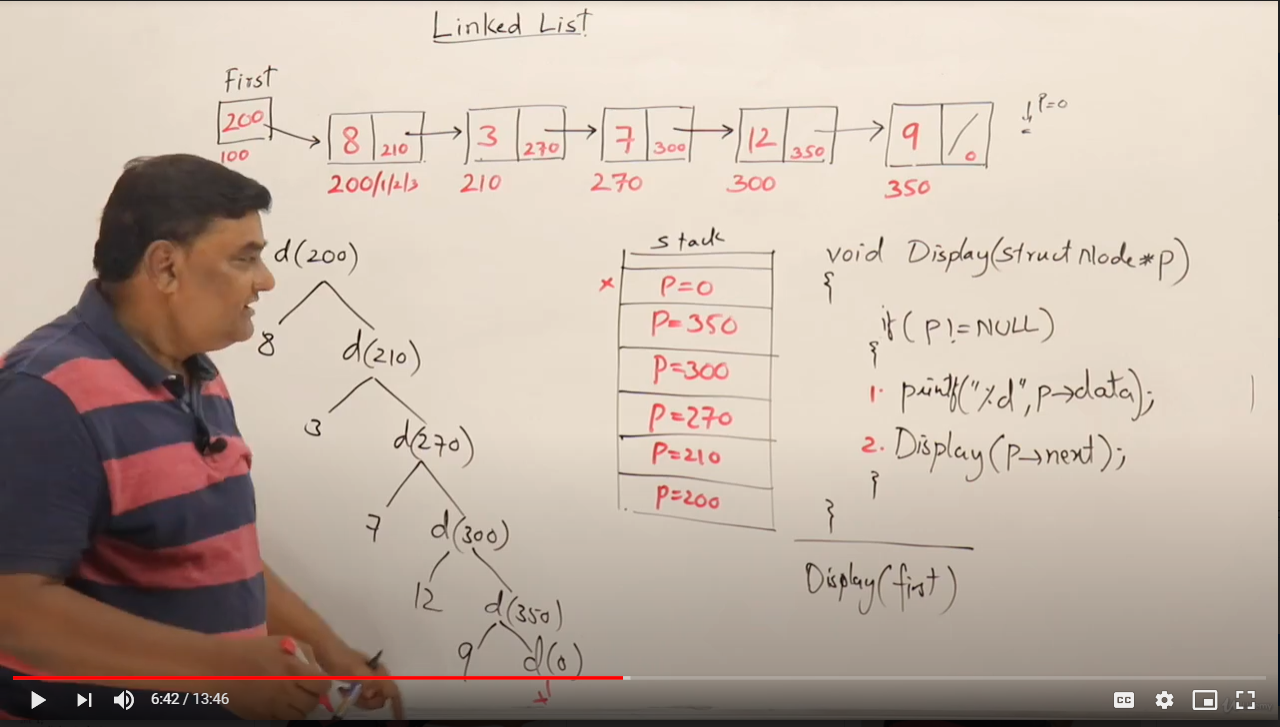 Linked List
First
200
100
8 210
200/1/2/3
3 270
210
7 300
270
12 350
300
9 0
350
P=0
d(200)
8 d(210)
3 d(270)
7 d(300)
12 d(350)
9 d(0)
x
stack
x P=0
P=350
P=300
P=270
P=210
P=200
void Display(struct Node*p)
{
if(p!=NULL)
{
1. printf("%d",p→data);
2. Display(p→next);
}
}
Display(first)
6:42 / 13:46
CC